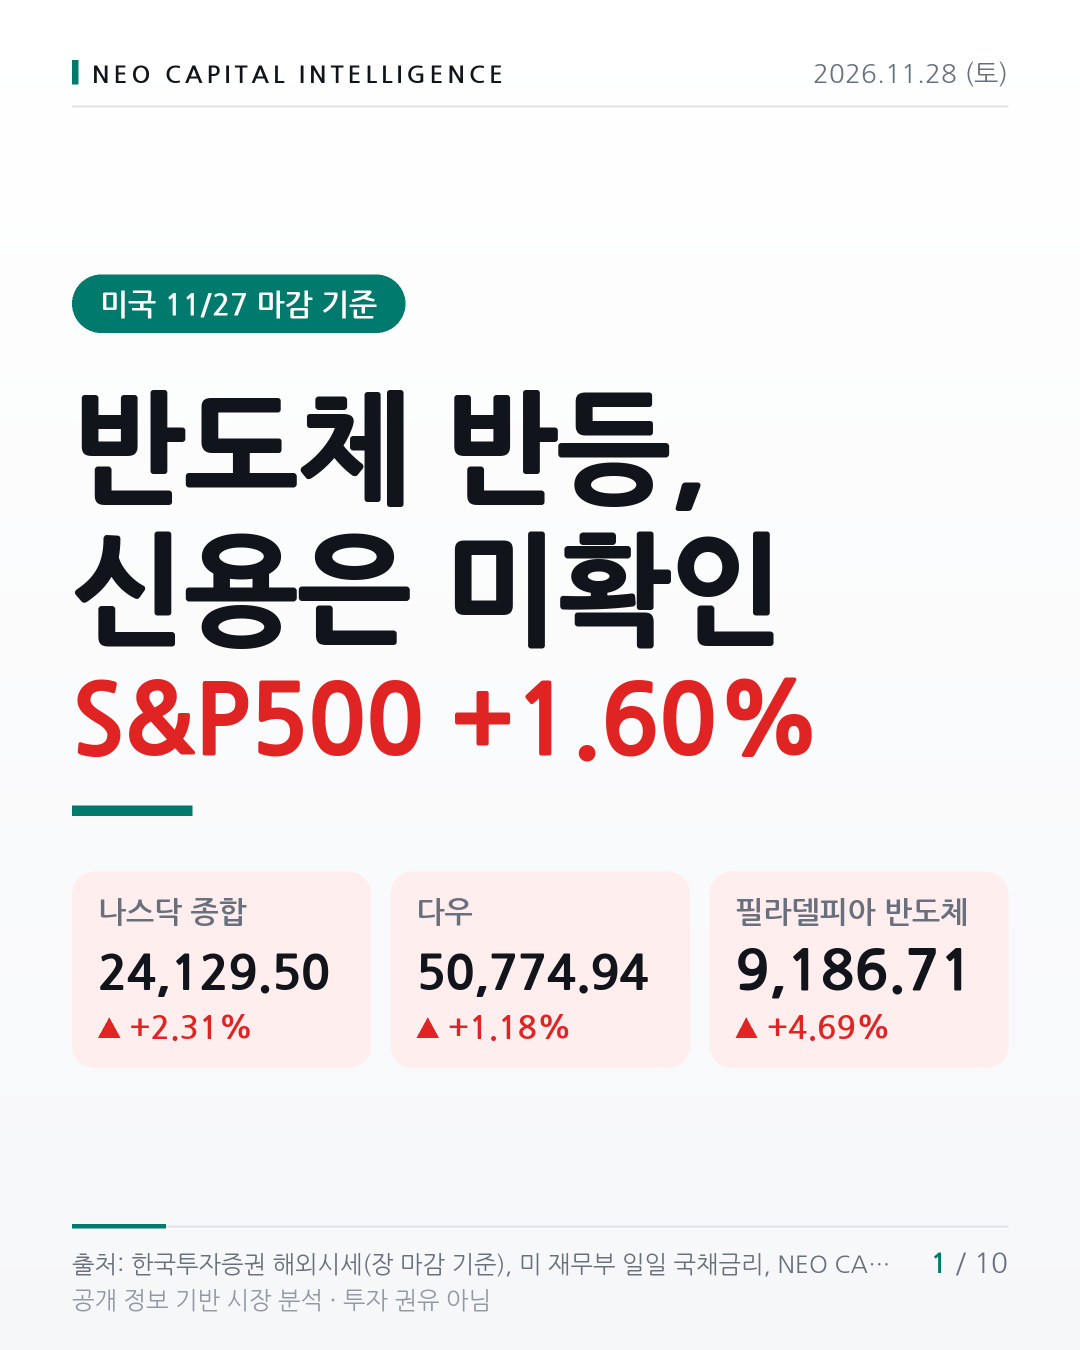 NEO CAPITAL INTELLIGENCE
2026.11.28 (토)
미국 11/27 마감 기준
반도체 반등,
신용은 미확인
S&P500 +1.60%
나스닥 종합
24,129.50
▲ +2.31%
다우
50,774.94
▲ +1.18%
필라델피아 반도체
9,186.71
▲ +4.69%
출처: 한국투자증권 해외시세(장 마감 기준), 미 재무부 일일 국채금리, NEO CA…
1 / 10
공개 정보 기반 시장 분석 · 투자 권유 아님